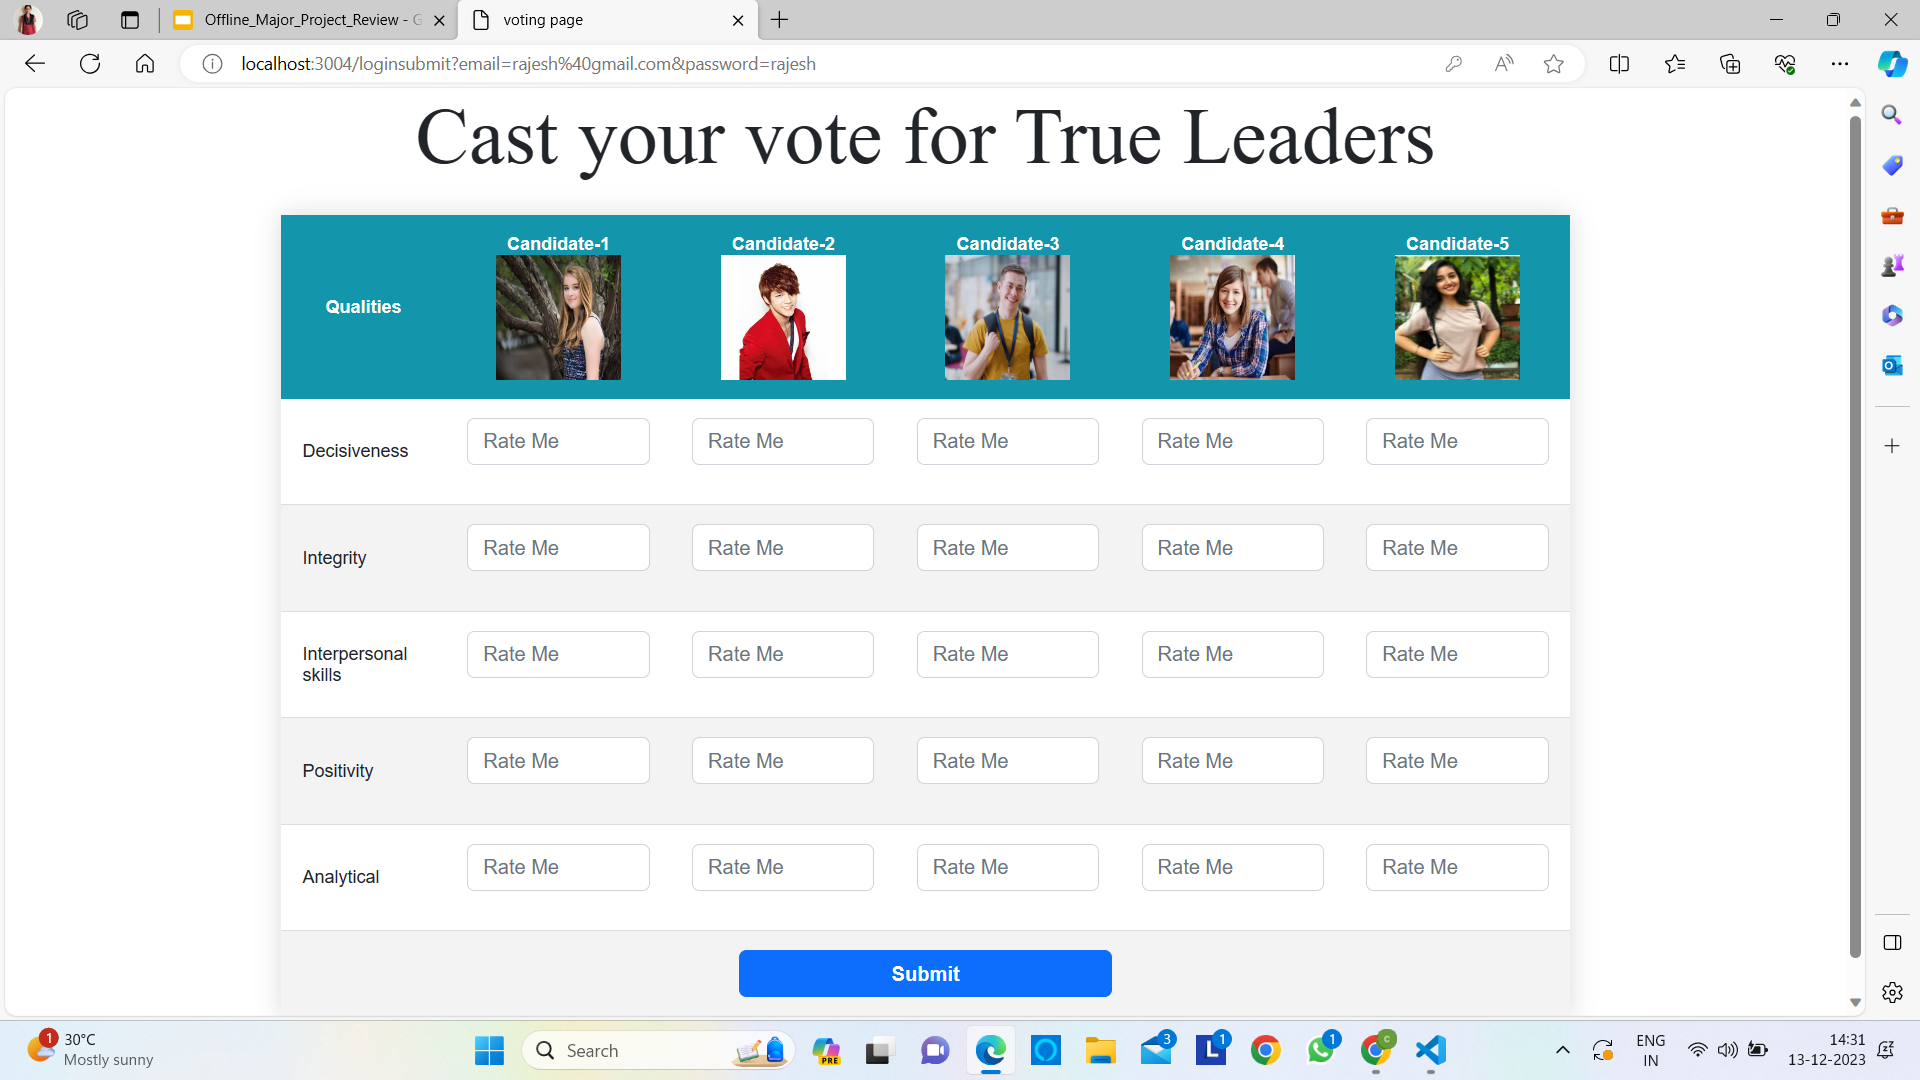 Offline_Major_Project_Review - G
voting page
localhost:3004/loginsubmit?email=rajesh%40gmail.com&password=rajesh
Cast your vote for True Leaders
Qualities Candidate-1 Candidate-2 Candidate-3 Candidate-4 Candidate-5
Decisiveness Rate Me Rate Me Rate Me Rate Me Rate Me
Integrity Rate Me Rate Me Rate Me Rate Me Rate Me
Interpersonal skills Rate Me Rate Me Rate Me Rate Me Rate Me
Positivity Rate Me Rate Me Rate Me Rate Me Rate Me
Analytical Rate Me Rate Me Rate Me Rate Me Rate Me
Submit
1 30°C
Mostly sunny
Search
PRE
3
L 1
1
C
ENG
IN
14:31
13-12-2023